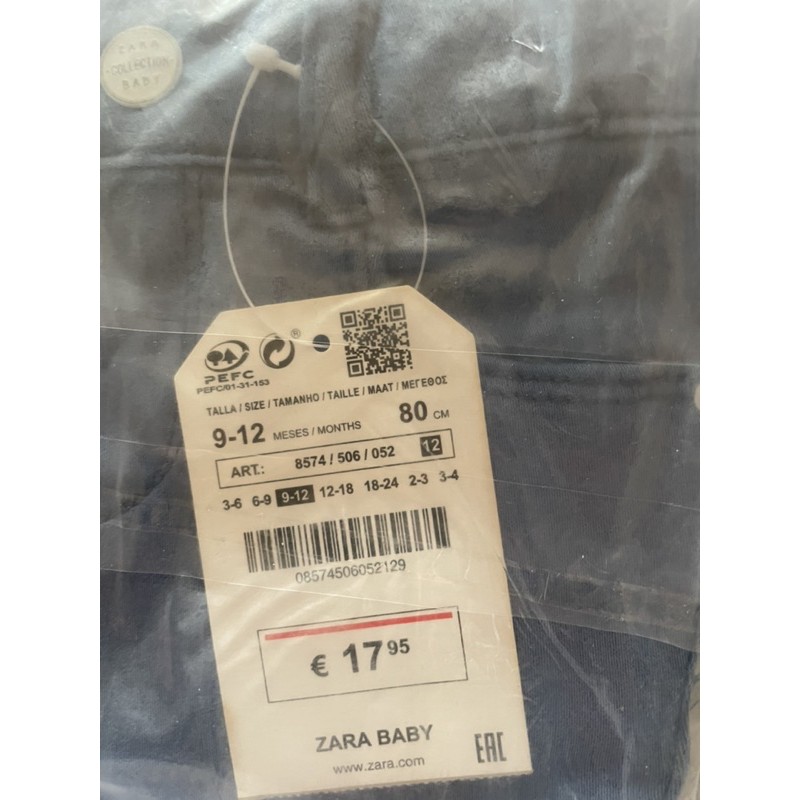 ZARA
COLLECTION
BABY
PEFC
PEFC/01-31-153
®
TALLA / SIZE / TAMANHO / TAILLE / MAAT / ΜΕΓΕΘΟΣ
9-12 MESES / MONTHS 80 CM
ART.: 8574 / 506 / 052 12
3-6 6-9 9-12 12-18 18-24 2-3 3-4
08574506052129
€ 17 95
ZARA BABY
www.zara.com
EAC